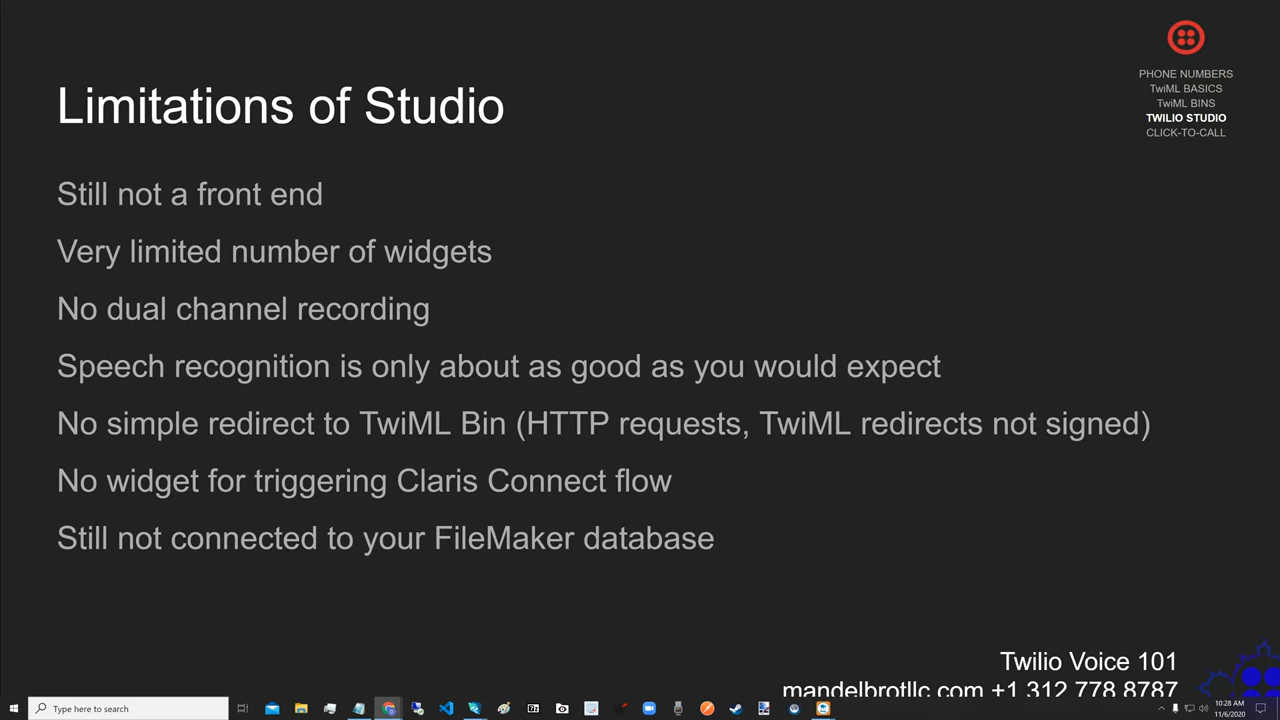 PHONE NUMBERS
TwiML BASICS
TwiML BINS
TWILIO STUDIO
CLICK-TO-CALL
Limitations of Studio
Still not a front end
Very limited number of widgets
No dual channel recording
Speech recognition is only about as good as you would expect
No simple redirect to TwiML Bin (HTTP requests, TwiML redirects not signed)
No widget for triggering Claris Connect flow
Still not connected to your FileMaker database
Twilio Voice 101
mandelbrotllc.com +1 312 778 8787
Type here to search
10:28 AM
11/6/2020